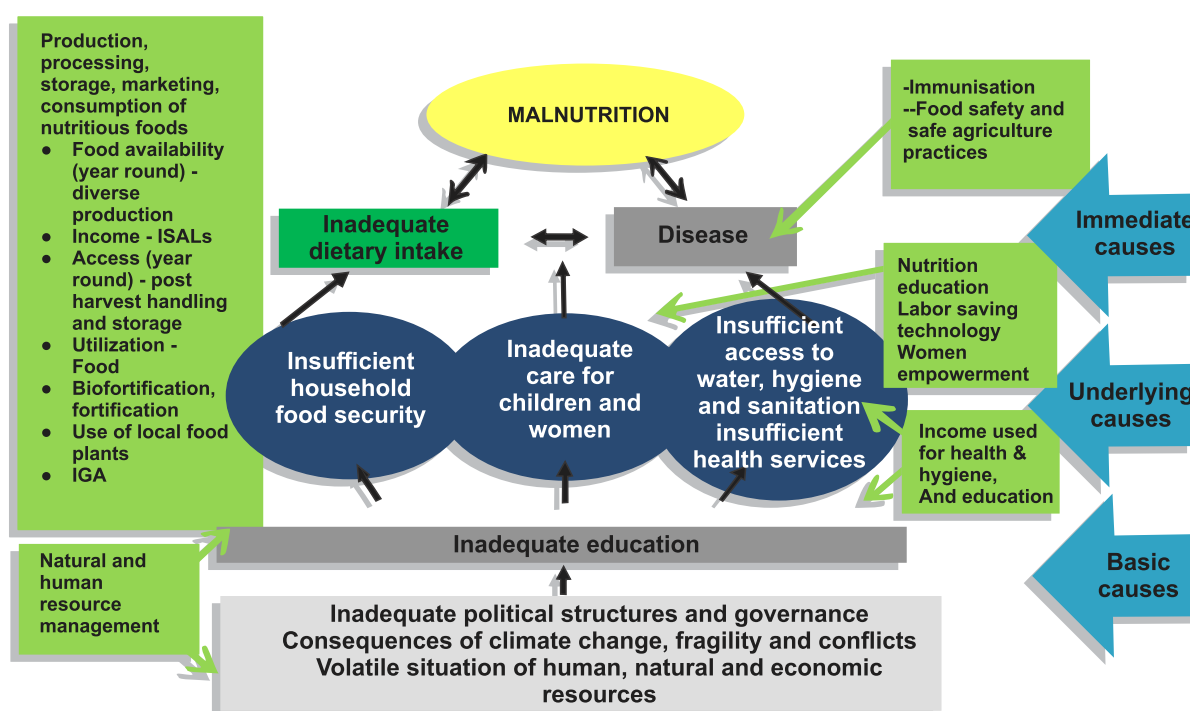 Production,
processing,
storage, marketing,
consumption of
nutritious foods
● Food availability
(year round) -
diverse
production
● Income - ISALs
● Access (year
round) - post
harvest handling
and storage
● Utilization -
Food
● Biofortification,
fortification
● Use of local food
plants
● IGA
MALNUTRITION
-Immunisation
--Food safety and
safe agriculture
practices
Inadequate
dietary intake
Disease
Immediate
causes
Nutrition
education
Labor saving
technology
Women
empowerment
Insufficient
household
food security
Inadequate
care for
children and
women
Insufficient
access to
water, hygiene
and sanitation
insufficient
health services
Underlying
causes
Income used
for health &
hygiene,
And education
Inadequate education
Natural and
human
resource
management
Basic
causes
Inadequate political structures and governance
Consequences of climate change, fragility and conflicts
Volatile situation of human, natural and economic
resources